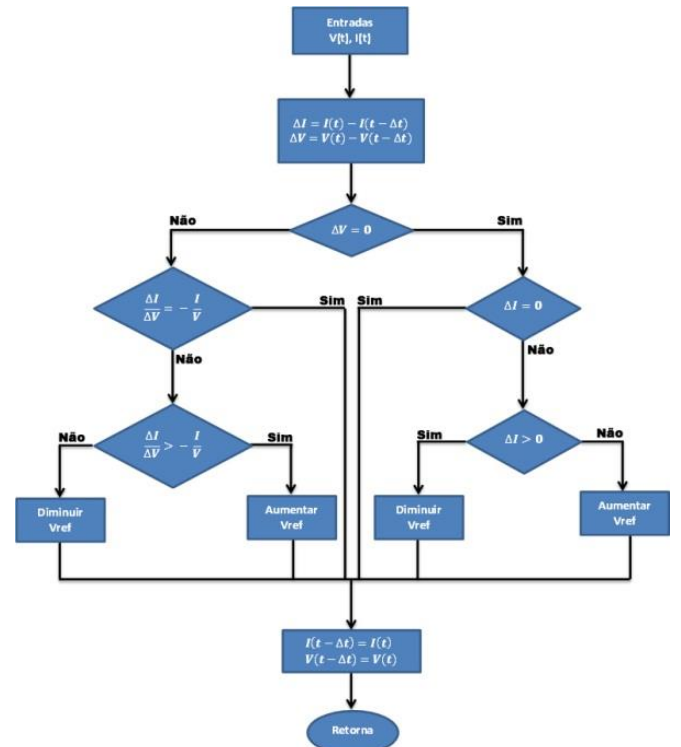 Entradas
V[t], I[t]
ΔI = I(t) − I(t − Δt)
ΔV = V(t) − V(t − Δt)
Não
ΔV = 0
Sim
ΔI/ΔV = − I/V
Sim
Sim
ΔI = 0
Não
Não
Não
ΔI/ΔV > − I/V
Sim
Sim
ΔI > 0
Não
Diminuir
Vref
Aumentar
Vref
Diminuir
Vref
Aumentar
Vref
I(t − Δt) = I(t)
V(t − Δt) = V(t)
Retorna